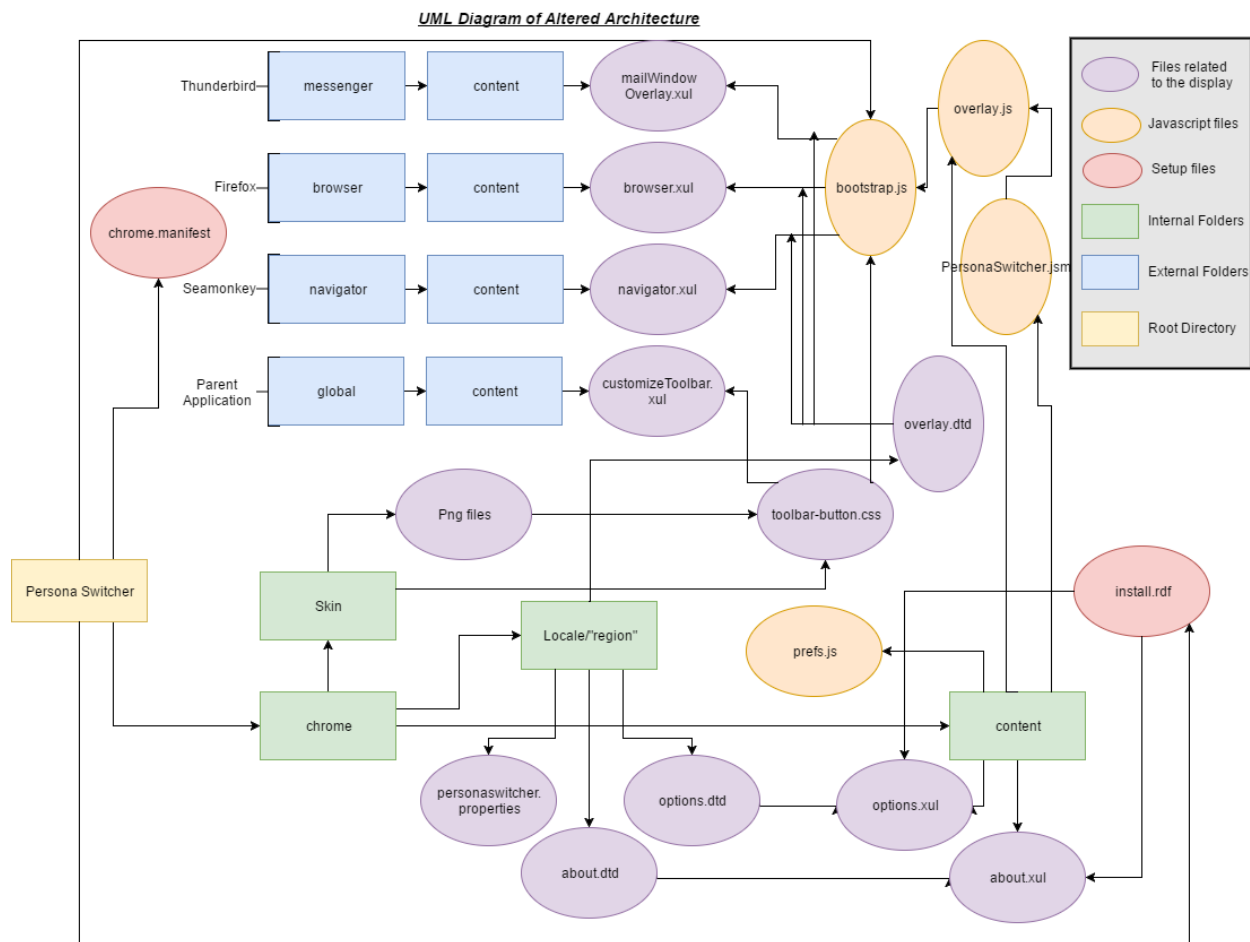 UML Diagram of Altered Architecture
Thunderbird
messenger
content
mailWindow
Overlay.xul
overlay.js
Files related
to the display
Javascript files
Setup files
Internal Folders
External Folders
Root Directory
Firefox
browser
content
browser.xul
bootstrap.js
chrome.manifest
PersonaSwitcher.jsm
Seamonkey
navigator
content
navigator.xul
Parent
Application
global
content
customizeToolbar.
xul
overlay.dtd
Png files
toolbar-button.css
Persona Switcher
Skin
Locale/"region"
install.rdf
prefs.js
chrome
content
personaswitcher.
properties
options.dtd
options.xul
about.dtd
about.xul